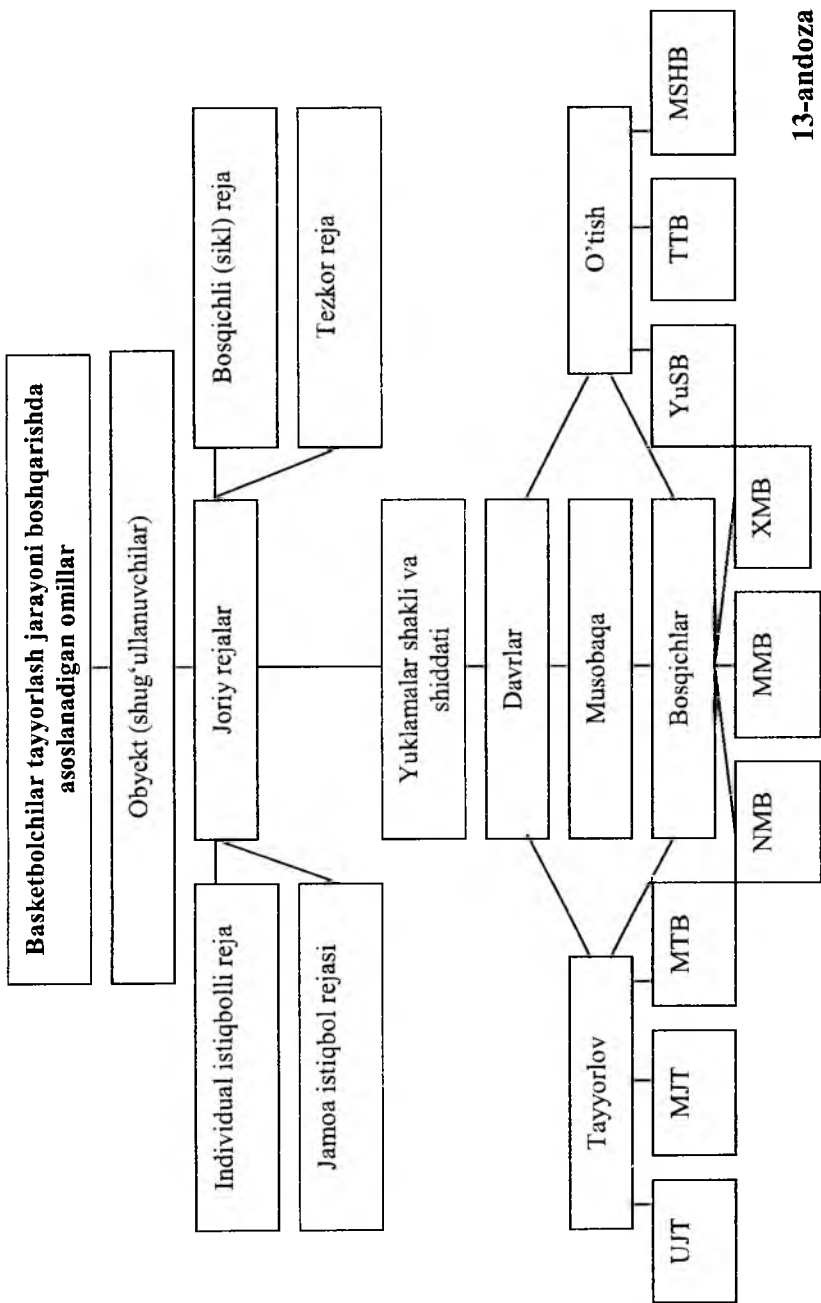 Basketbolchilar tayyorlash jarayoni boshqarishda
asoslanadigan omillar
Obyekt (shug‘ullanuvchilar)
Individual istiqbolli reja
Joriy rejalar
Bosqichli (sikl) reja
Jamoa istiqbol rejasi
Tezkor reja
Yuklamalar shakli va
shiddati
Davrlar
Tayyorlov
Musobaqa
O’tish
Bosqichlar
UJT
MJT
MTB
NMB
MMB
XMB
YuSB
TTB
MSHB
13-andoza